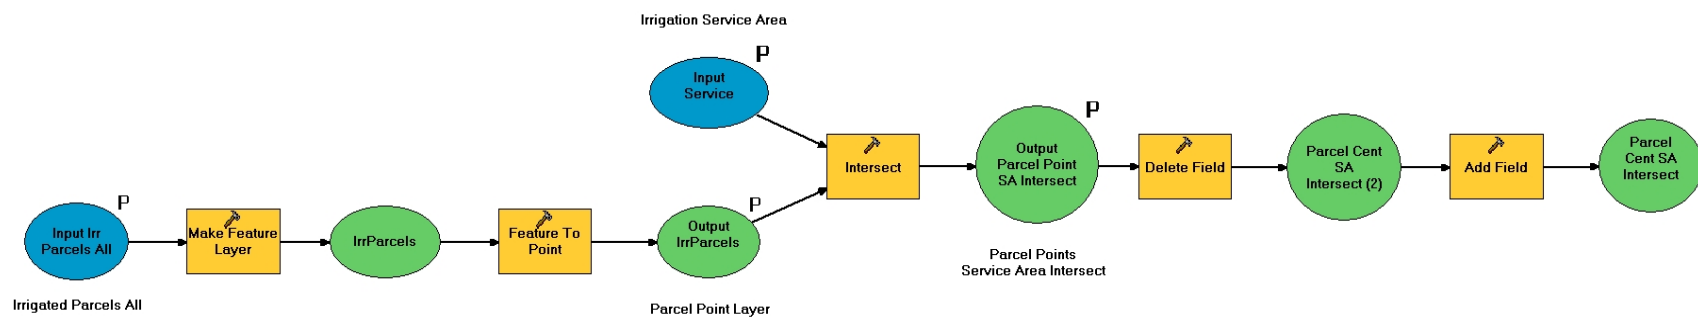 Irrigation Service Area
P
Input
Service
Intersect
P
Output
Parcel Point
SA Intersect
Parcel Points
Service Area Intersect
Delete Field
Parcel Cent
SA
Intersect (2)
Add Field
Parcel
Cent SA
Intersect
P
Input Irr
Parcels All
Irrigated Parcels All
Make Feature
Layer
IrrParcels
Feature To
Point
P
Output
IrrParcels
Parcel Point Layer